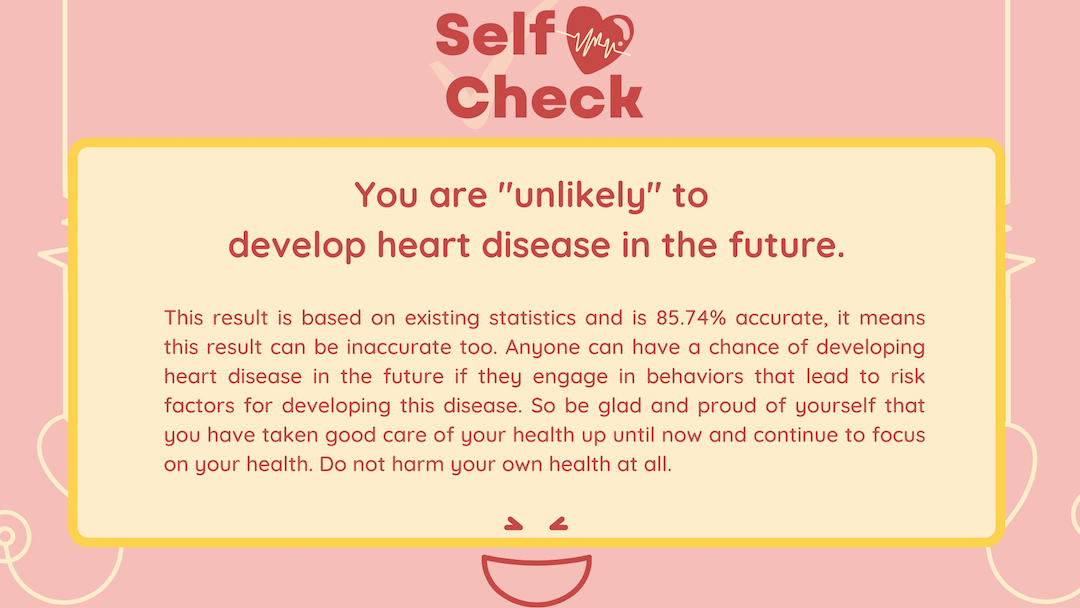 Self
Check
You are "unlikely" to
develop heart disease in the future.
This result is based on existing statistics and is 85.74% accurate, it means
this result can be inaccurate too. Anyone can have a chance of developing
heart disease in the future if they engage in behaviors that lead to risk
factors for developing this disease. So be glad and proud of yourself that
you have taken good care of your health up until now and continue to focus
on your health. Do not harm your own health at all.